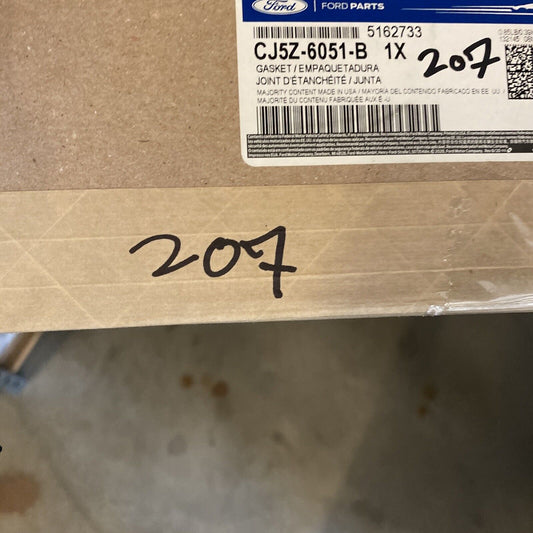 Ford
FORD PARTS
5162733
CJ5Z-6051-B 1X
207
GASKET / EMPAQUETADURA
JOINT D'ÉTANCHÉITÉ / JUNTA
MAJORITY CONTENT MADE IN USA / MAYORIA DEL CONTENIDO FABRICADO EN EE. UU. /
MAJORITÉ DU CONTENU FABRIQUÉE AUX É.-U
207